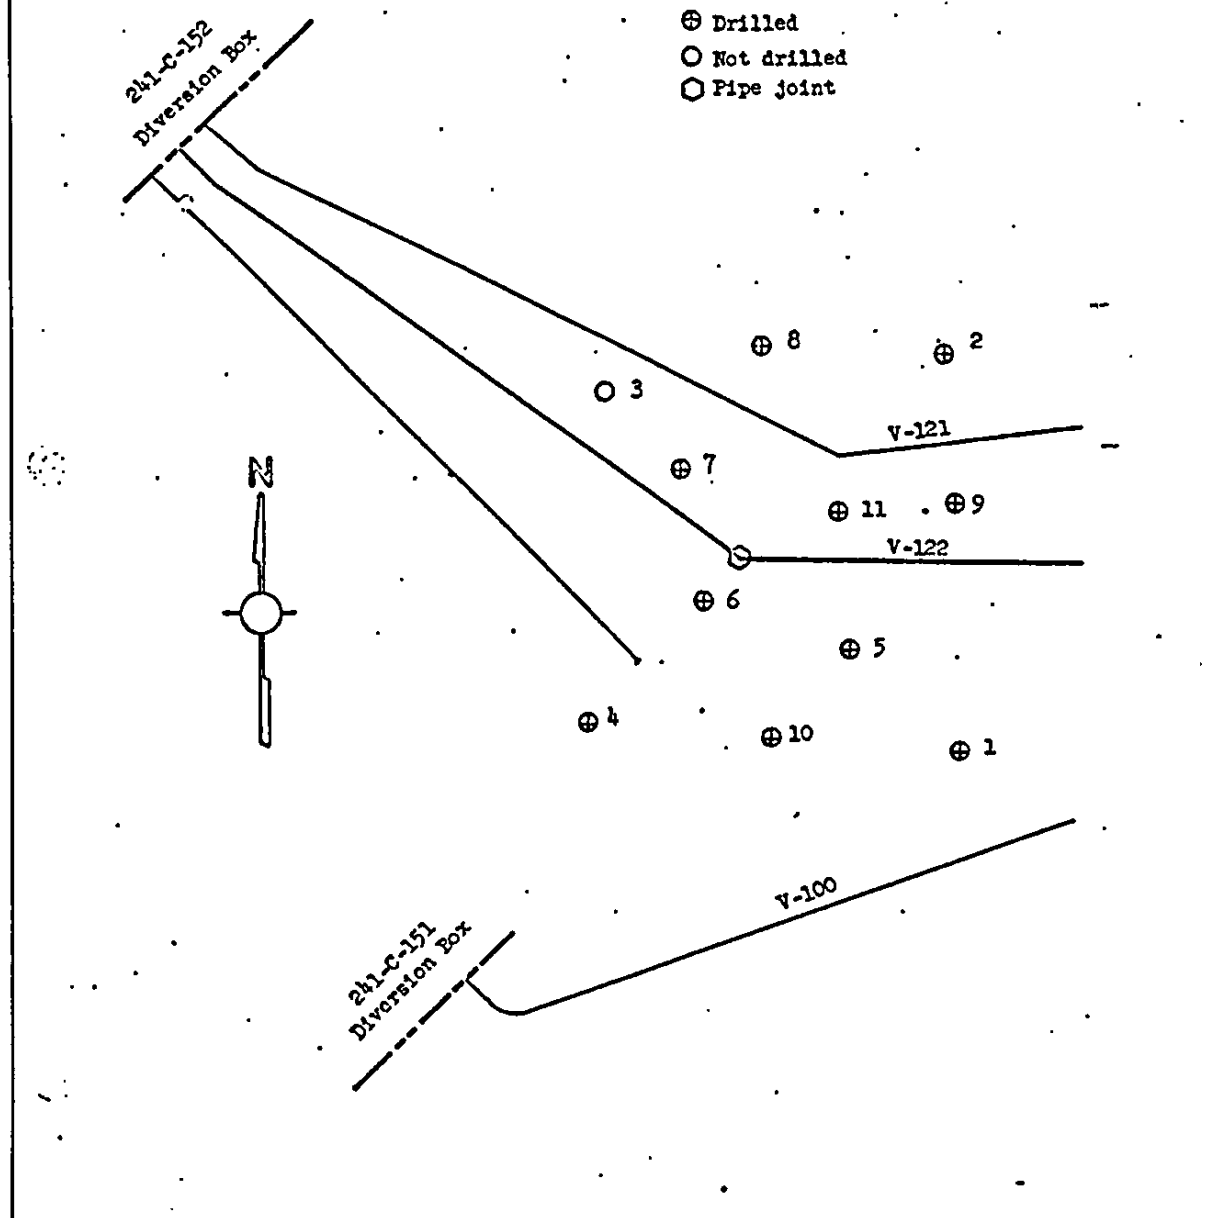 Drilled
Not drilled
Pipe joint
241-C-152
Diversion Box
8
2
3
V-121
7
11
9
V-122
N
6
5
4
10
1
V-100
241-C-151
Diversion Box